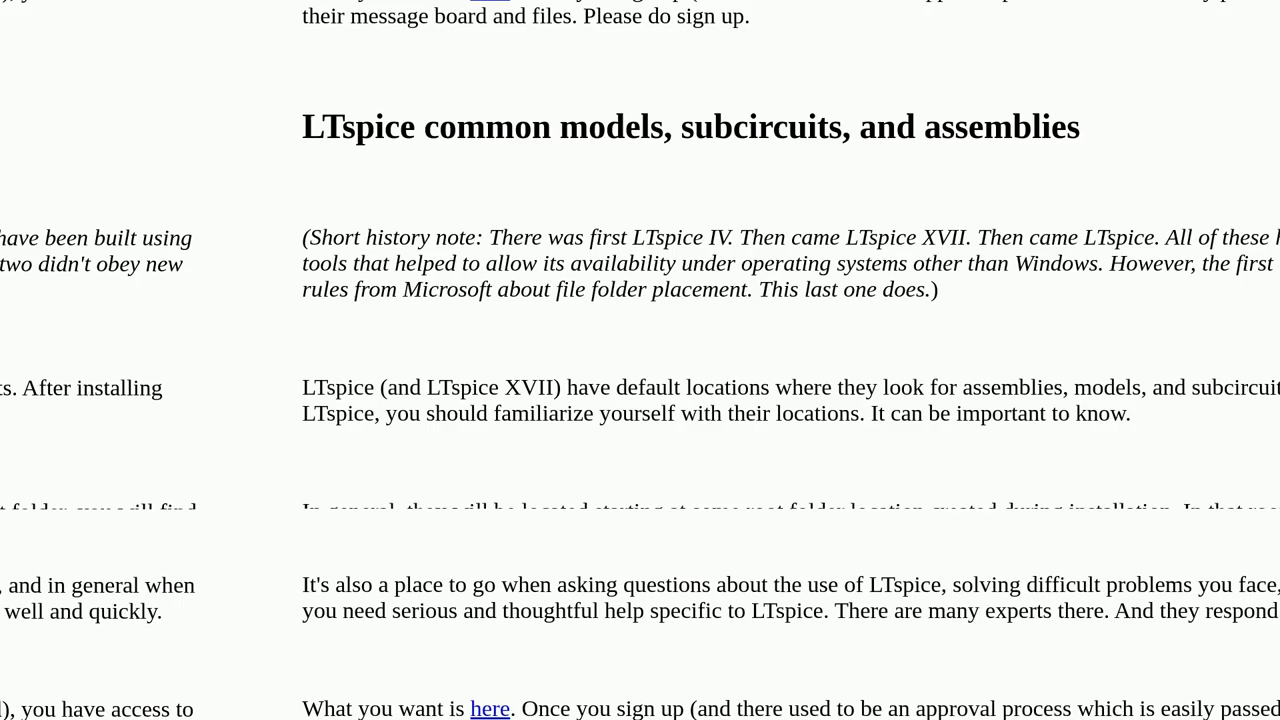 their message board and files. Please do sign up.
LTspice common models, subcircuits, and assemblies
have been built using
two didn't obey new
(Short history note: There was first LTspice IV. Then came LTspice XVII. Then came LTspice. All of these
tools that helped to allow its availability under operating systems other than Windows. However, the first
rules from Microsoft about file folder placement. This last one does.)
ts. After installing
LTspice (and LTspice XVII) have default locations where they look for assemblies, models, and subcircuit
LTspice, you should familiarize yourself with their locations. It can be important to know.
, and in general when
well and quickly.
It's also a place to go when asking questions about the use of LTspice, solving difficult problems you face,
you need serious and thoughtful help specific to LTspice. There are many experts there. And they respond
), you have access to
What you want is here. Once you sign up (and there used to be an approval process which is easily passed